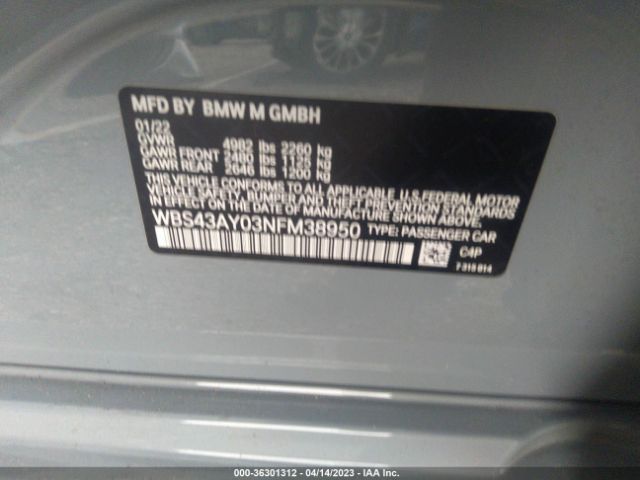 MFD BY BMW M GMBH
01/22
GVWR 4982 lbs 2260 kg
GAWR FRONT 2480 lbs 1125 kg
GAWR REAR 2646 lbs 1200 kg
THIS VEHICLE CONFORMS TO ALL APPLICABLE U.S. FEDERAL MOTOR
VEHICLE SAFETY, BUMPER AND THEFT PREVENTION STANDARDS
IN EFFECT ON THE DATE OF MANUFACTURE SHOWN ABOVE.
WBS43AY03NFM38950 TYPE: PASSENGER CAR
C4P
7 315 814
000-36301312 - 04/14/2023 - IAA Inc.